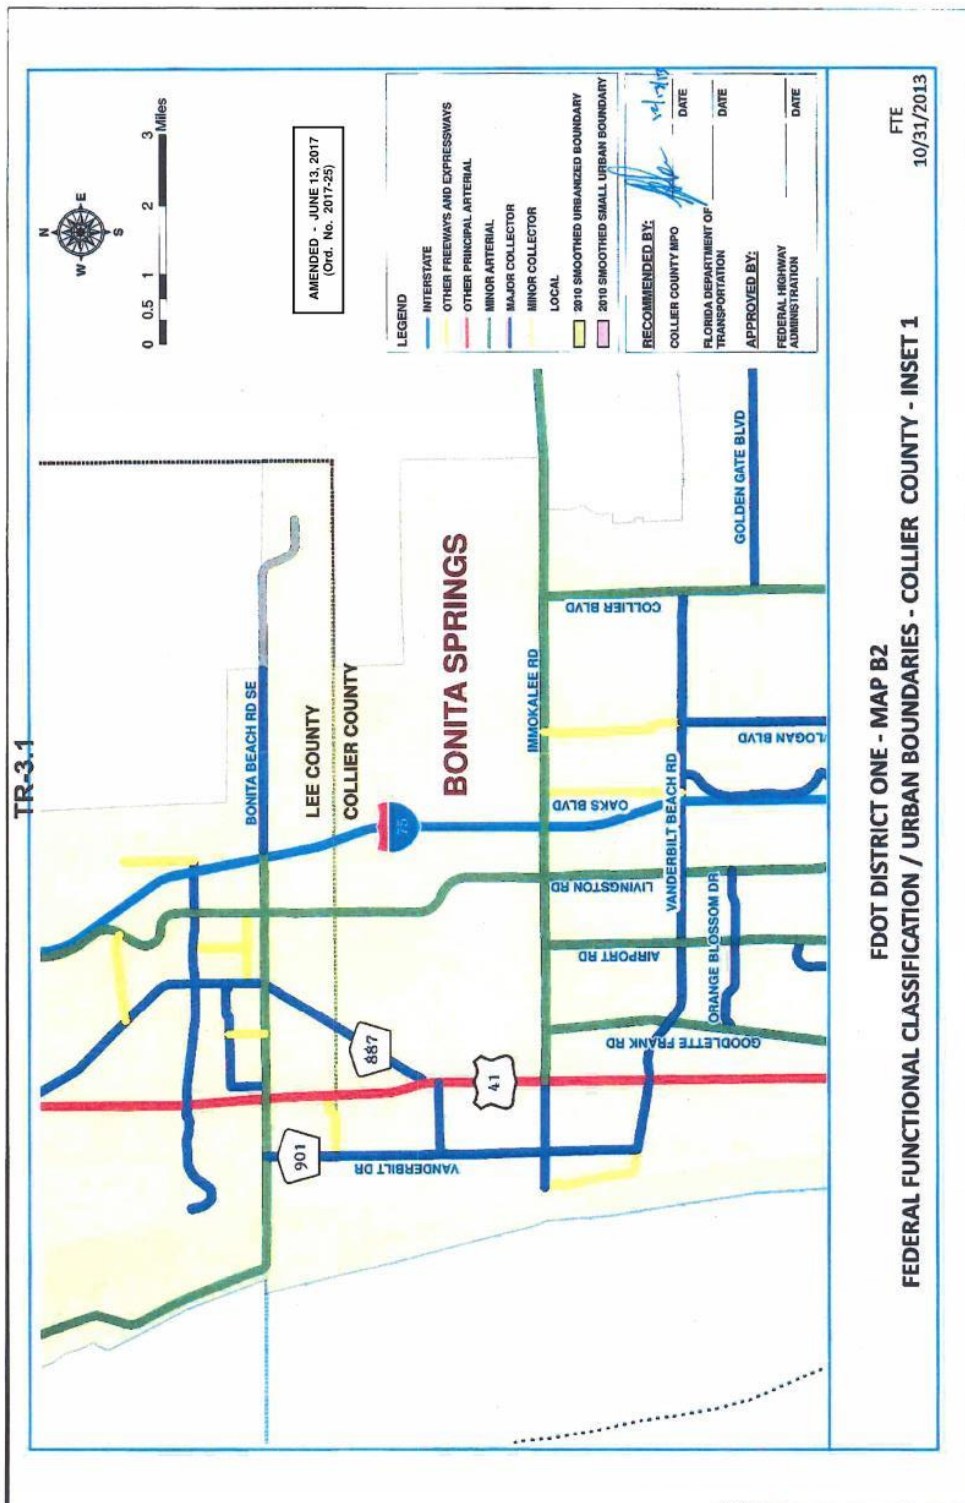 TR-3.1
N
W
E
S
0 0.5 1 2 3
Miles
AMENDED - JUNE 13, 2017
(Ord. No. 2017-25)
LEGEND
INTERSTATE
OTHER FREEWAYS AND EXPRESSWAYS
OTHER PRINCIPAL ARTERIAL
MINOR ARTERIAL
MAJOR COLLECTOR
MINOR COLLECTOR
LOCAL
2010 SMOOTHED URBANIZED BOUNDARY
2010 SMOOTHED SMALL URBAN BOUNDARY
RECOMMENDED BY:
COLLIER COUNTY MPO
DATE
FLORIDA DEPARTMENT OF
TRANSPORTATION
DATE
APPROVED BY:
FEDERAL HIGHWAY
ADMINISTRATION
DATE
BONITA BEACH RD SE
LEE COUNTY
COLLIER COUNTY
BONITA SPRINGS
75
887
901
41
VANDERBILT DR
IMMOKALEE RD
COLLIER BLVD
GOLDEN GATE BLVD
LOGAN BLVD
OAKS BLVD
VANDERBILT BEACH RD
LIVINGSTON RD
AIRPORT RD
ORANGE BLOSSOM DR
GOODLETTE FRANK RD
FDOT DISTRICT ONE - MAP B2
FEDERAL FUNCTIONAL CLASSIFICATION / URBAN BOUNDARIES - COLLIER COUNTY - INSET 1
FTE
10/31/2013